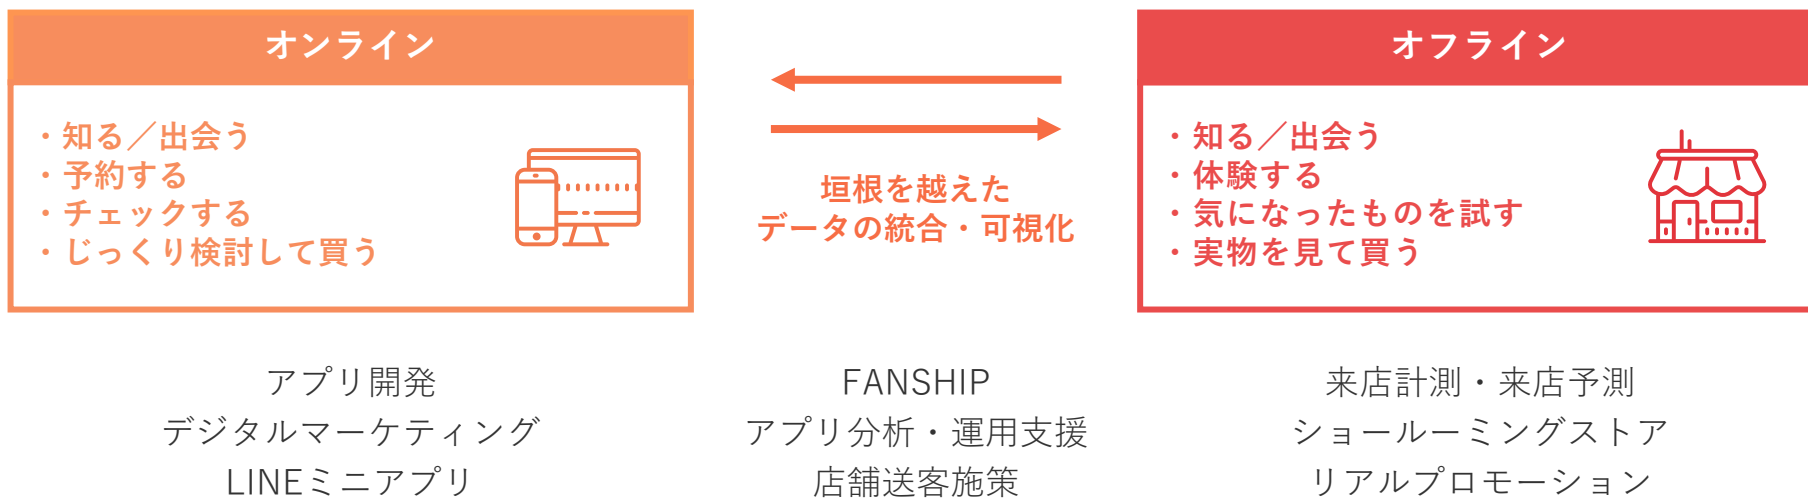 オンライン
・知る／出会う
・予約する
・チェックする
・じっくり検討して買う
垣根を越えた
データの統合・可視化
オフライン
・知る／出会う
・体験する
・気になったものを試す
・実物を見て買う
アプリ開発
デジタルマーケティング
LINEミニアプリ
FANSHIP
アプリ分析・運用支援
店舗送客施策
来店計測・来店予測
ショールーミングストア
リアルプロモーション